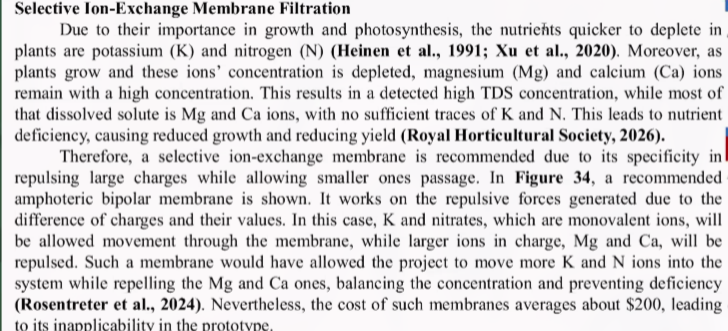 Selective Ion-Exchange Membrane Filtration
Due to their importance in growth and photosynthesis, the nutrients quicker to deplete in
plants are potassium (K) and nitrogen (N) (Heinen et al., 1991; Xu et al., 2020). Moreover, as
plants grow and these ions' concentration is depleted, magnesium (Mg) and calcium (Ca) ions
remain with a high concentration. This results in a detected high TDS concentration, while most of
that dissolved solute is Mg and Ca ions, with no sufficient traces of K and N. This leads to nutrient
deficiency, causing reduced growth and reducing yield (Royal Horticultural Society, 2026).
Therefore, a selective ion-exchange membrane is recommended due to its specificity in
repulsing large charges while allowing smaller ones passage. In Figure 34, a recommended
amphoteric bipolar membrane is shown. It works on the repulsive forces generated due to the
difference of charges and their values. In this case, K and nitrates, which are monovalent ions, will
be allowed movement through the membrane, while larger ions in charge, Mg and Ca, will be
repulsed. Such a membrane would have allowed the project to move more K and N ions into the
system while repelling the Mg and Ca ones, balancing the concentration and preventing deficiency
(Rosentreter et al., 2024). Nevertheless, the cost of such membranes averages about $200, leading
to its inapplicability in the prototype.